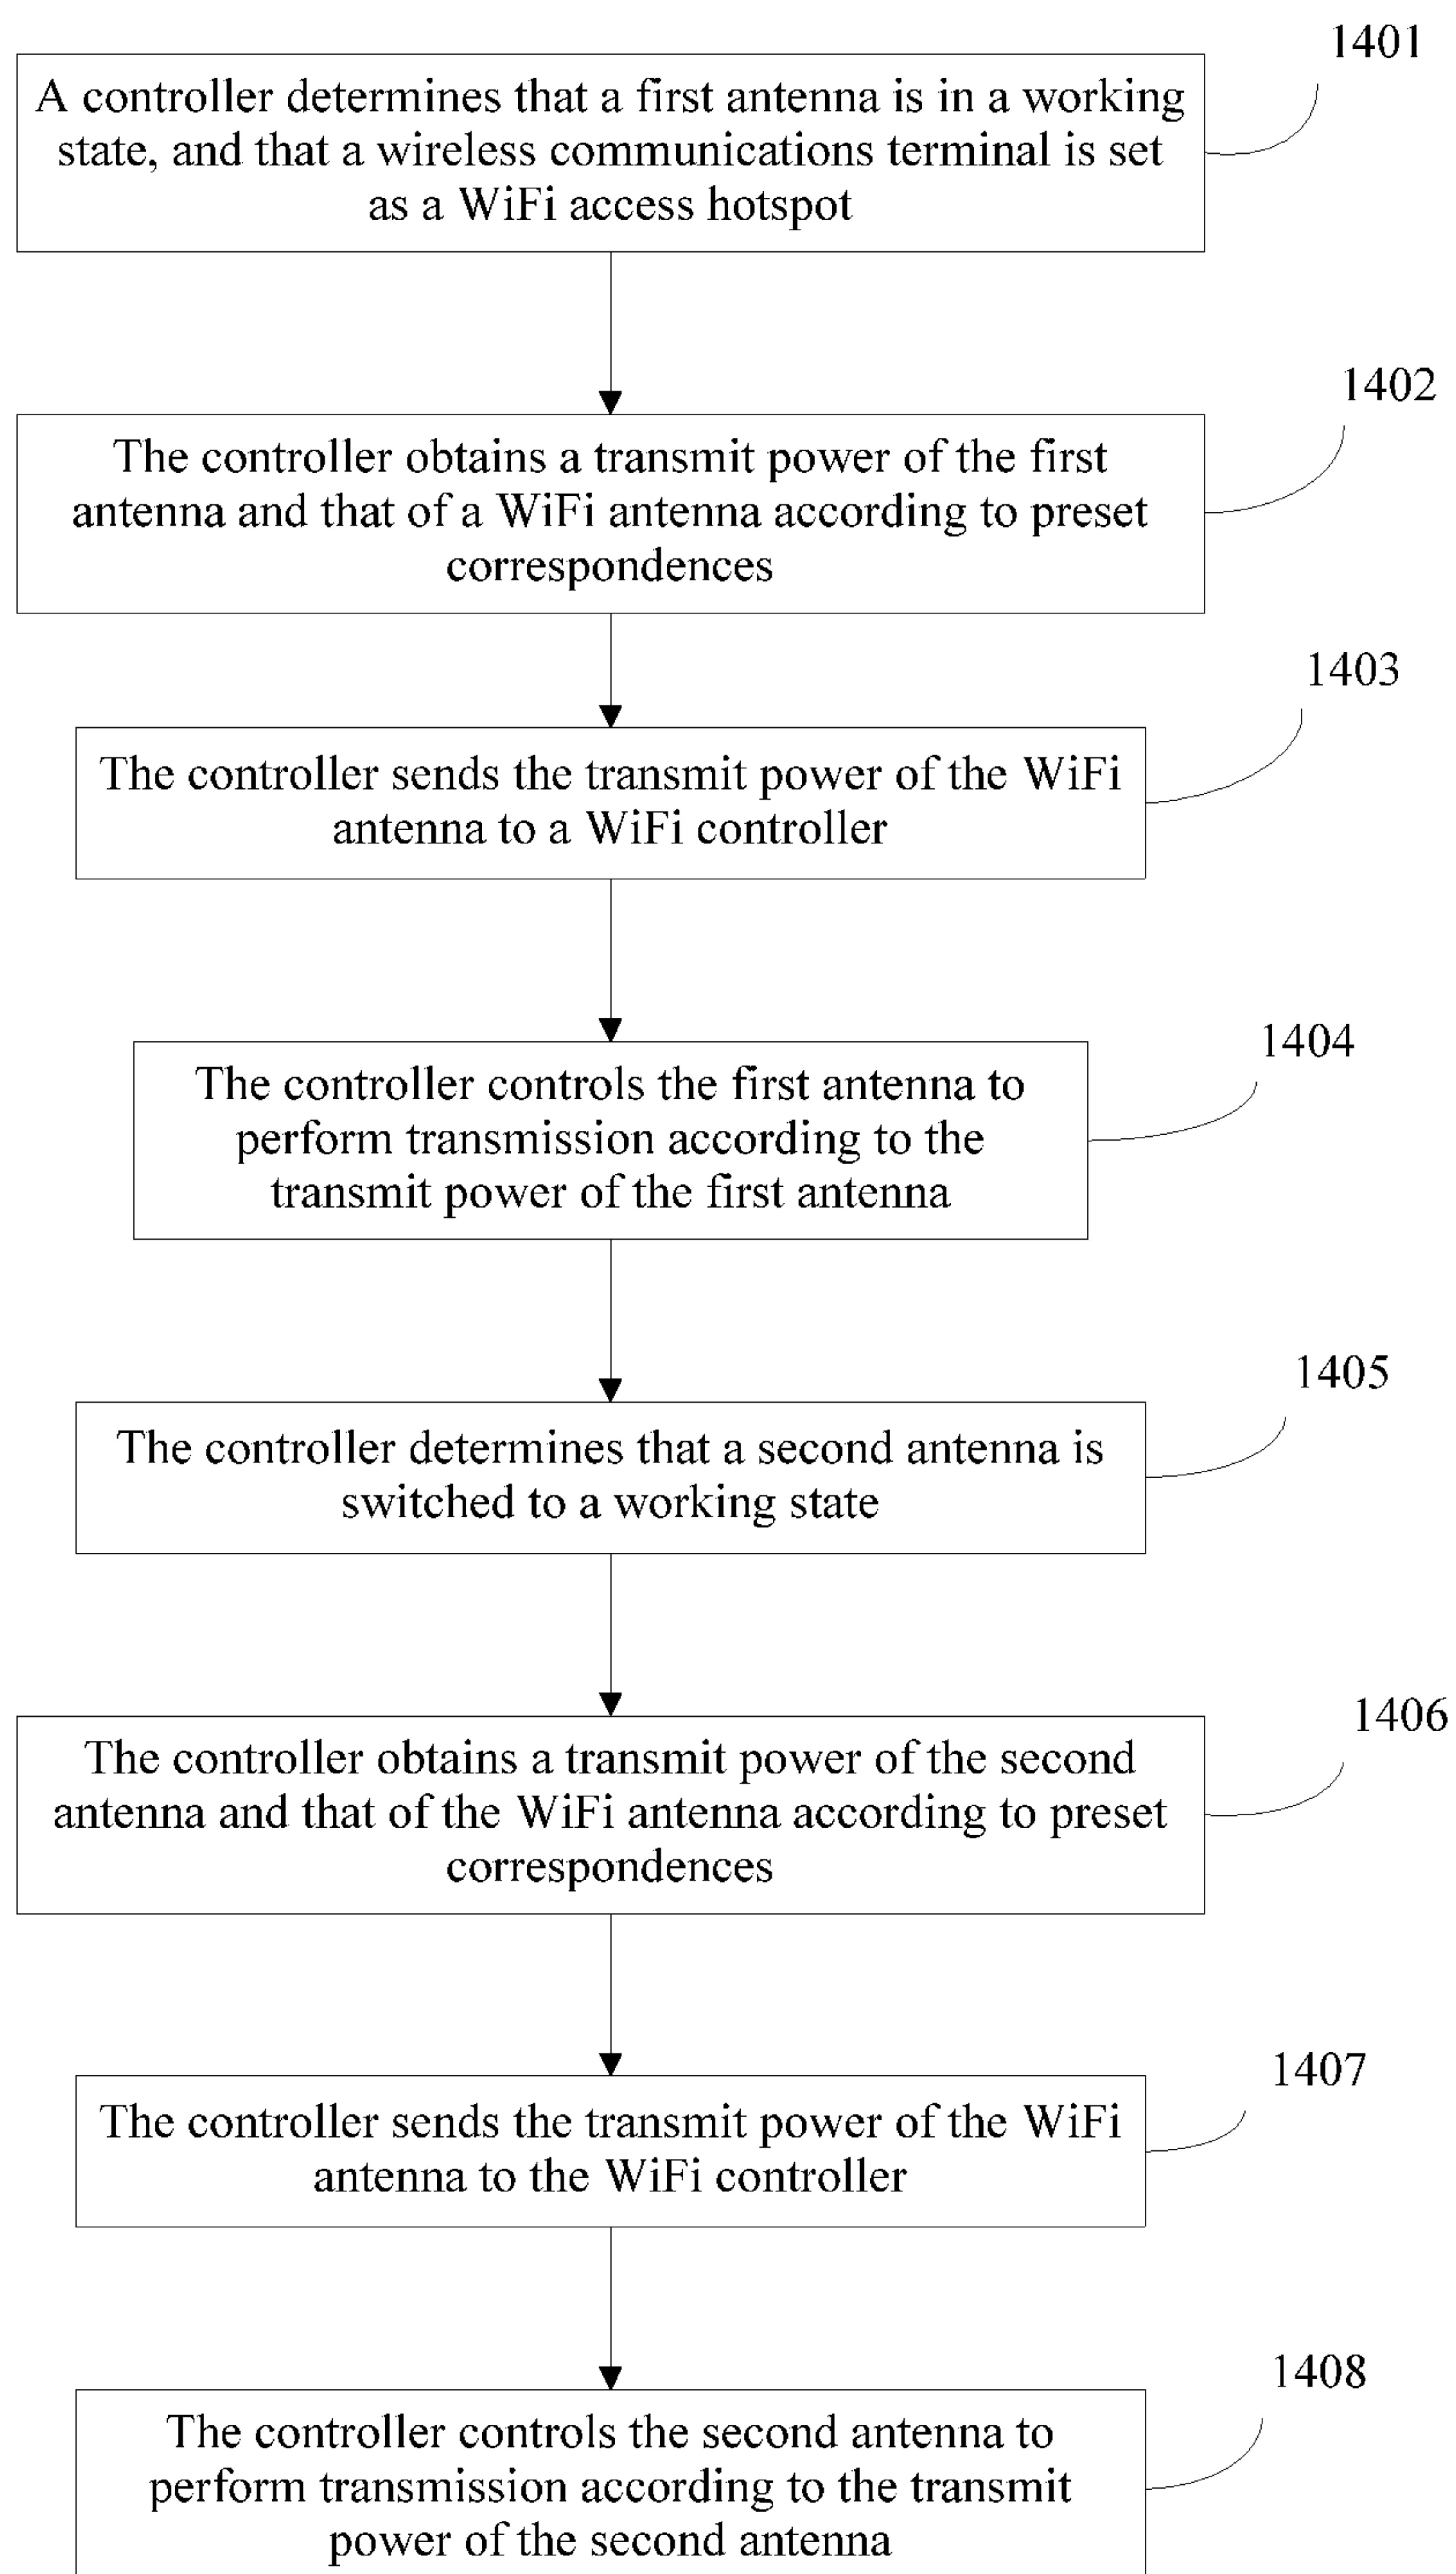 1401
A controller determines that a first antenna is in a working
state, and that a wireless communications terminal is set
as a WiFi access hotspot
1402
The controller obtains a transmit power of the first
antenna and that of a WiFi antenna according to preset
correspondences
1403
The controller sends the transmit power of the WiFi
antenna to a WiFi controller
1404
The controller controls the first antenna to
perform transmission according to the
transmit power of the first antenna
1405
The controller determines that a second antenna is
switched to a working state
1406
The controller obtains a transmit power of the second
antenna and that of the WiFi antenna according to preset
correspondences
1407
The controller sends the transmit power of the WiFi
antenna to the WiFi controller
1408
The controller controls the second antenna to
perform transmission according to the transmit
power of the second antenna